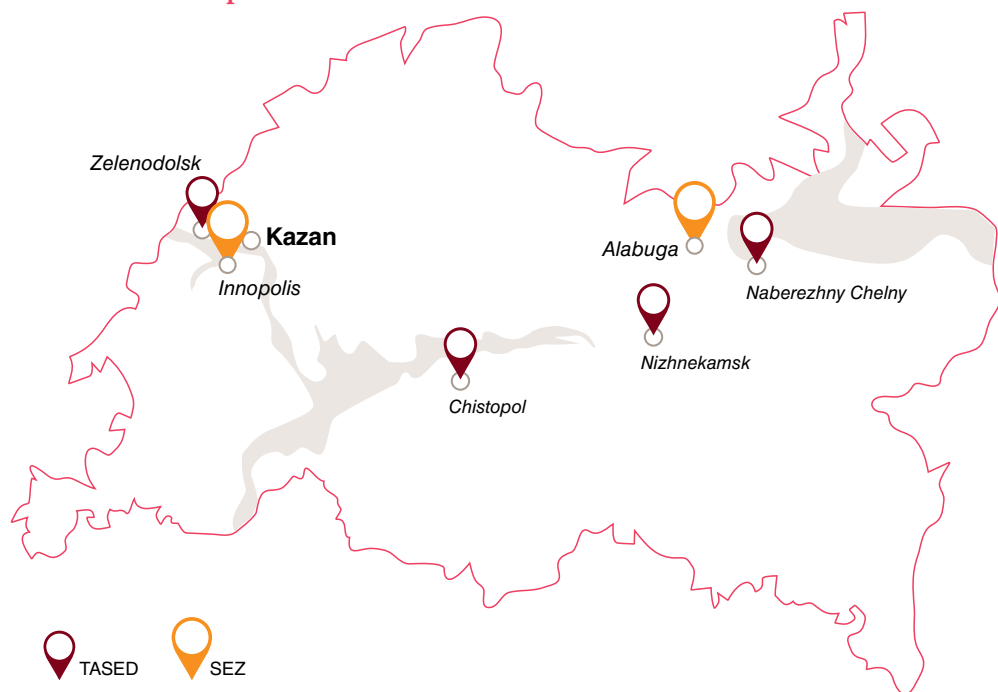 Zelenodolsk
Kazan
Innopolis
Alabuga
Naberezhny Chelny
Nizhnekamsk
Chistopol
TASED
SEZ